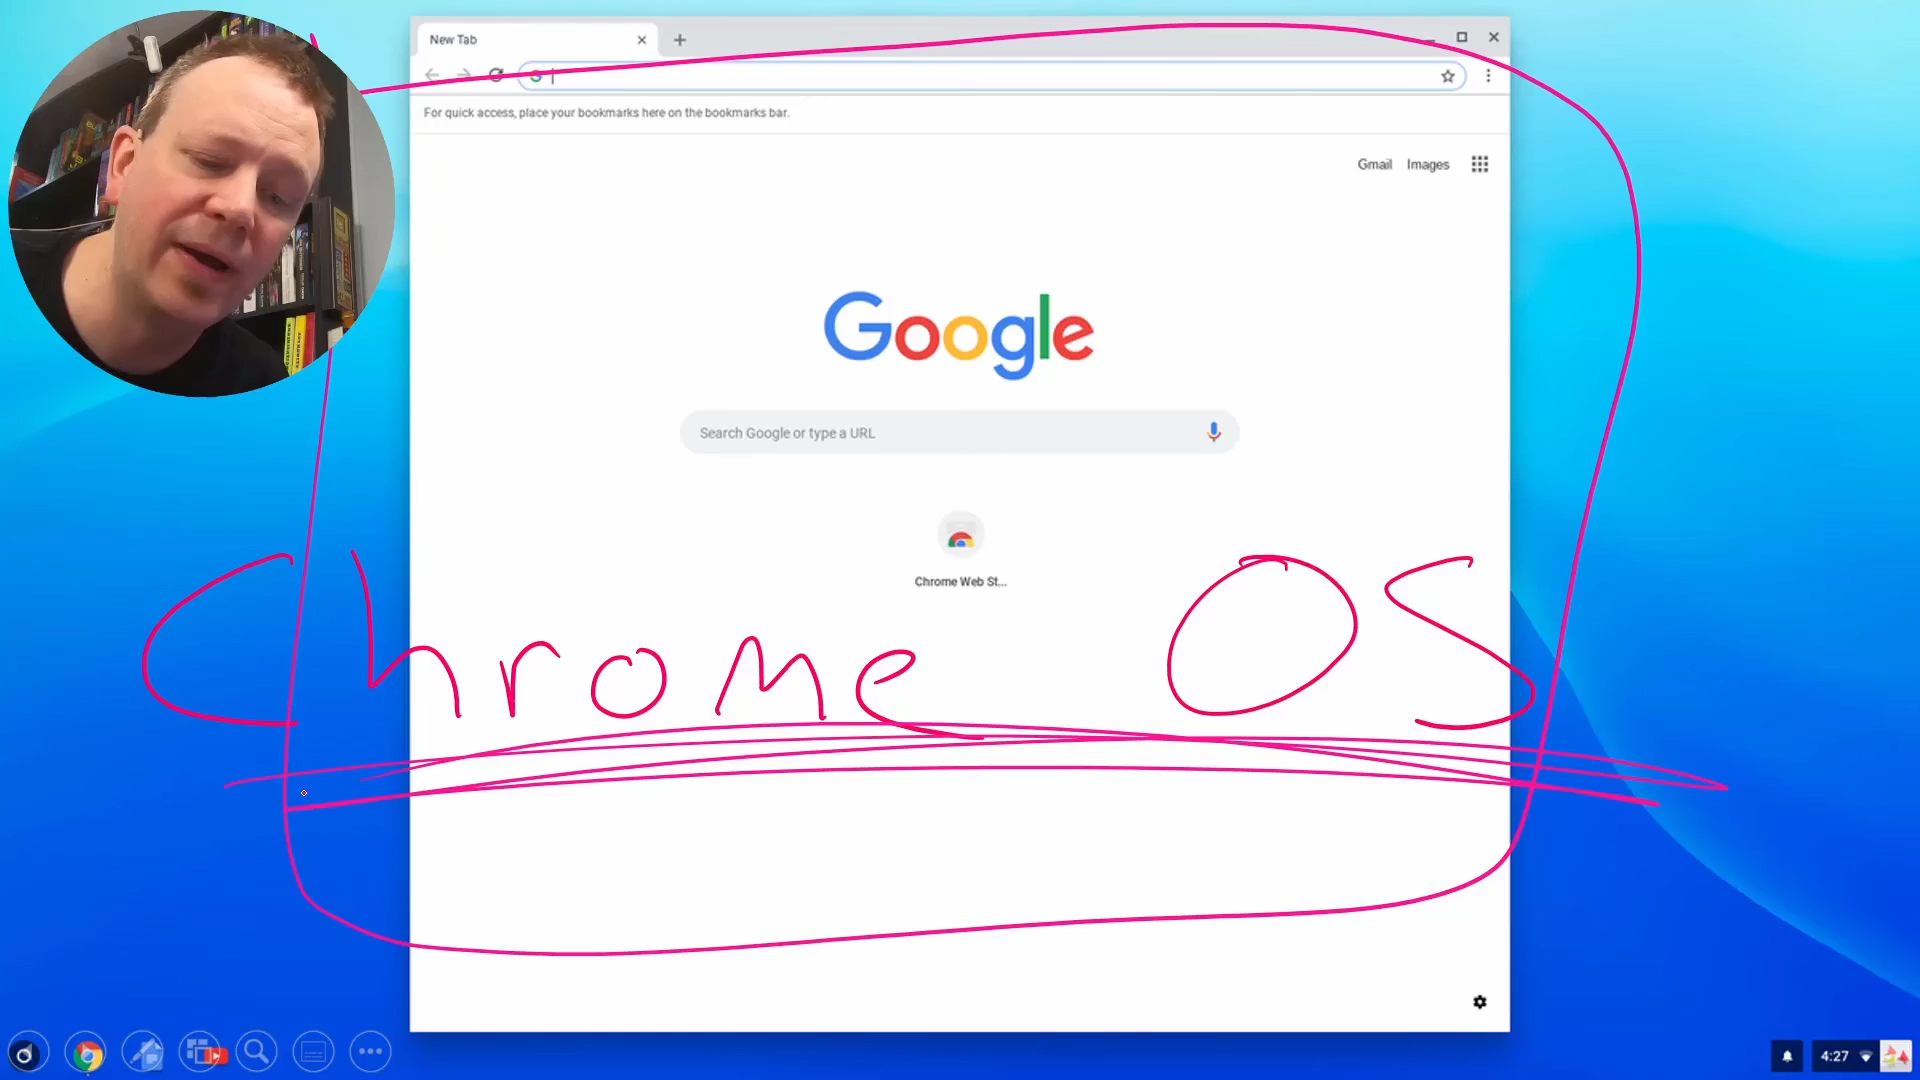 New Tab
For quick access, place your bookmarks here on the bookmarks bar.
Gmail Images
Google
Search Google or type a URL
Chrome Web St...
Chrome OS
4:27